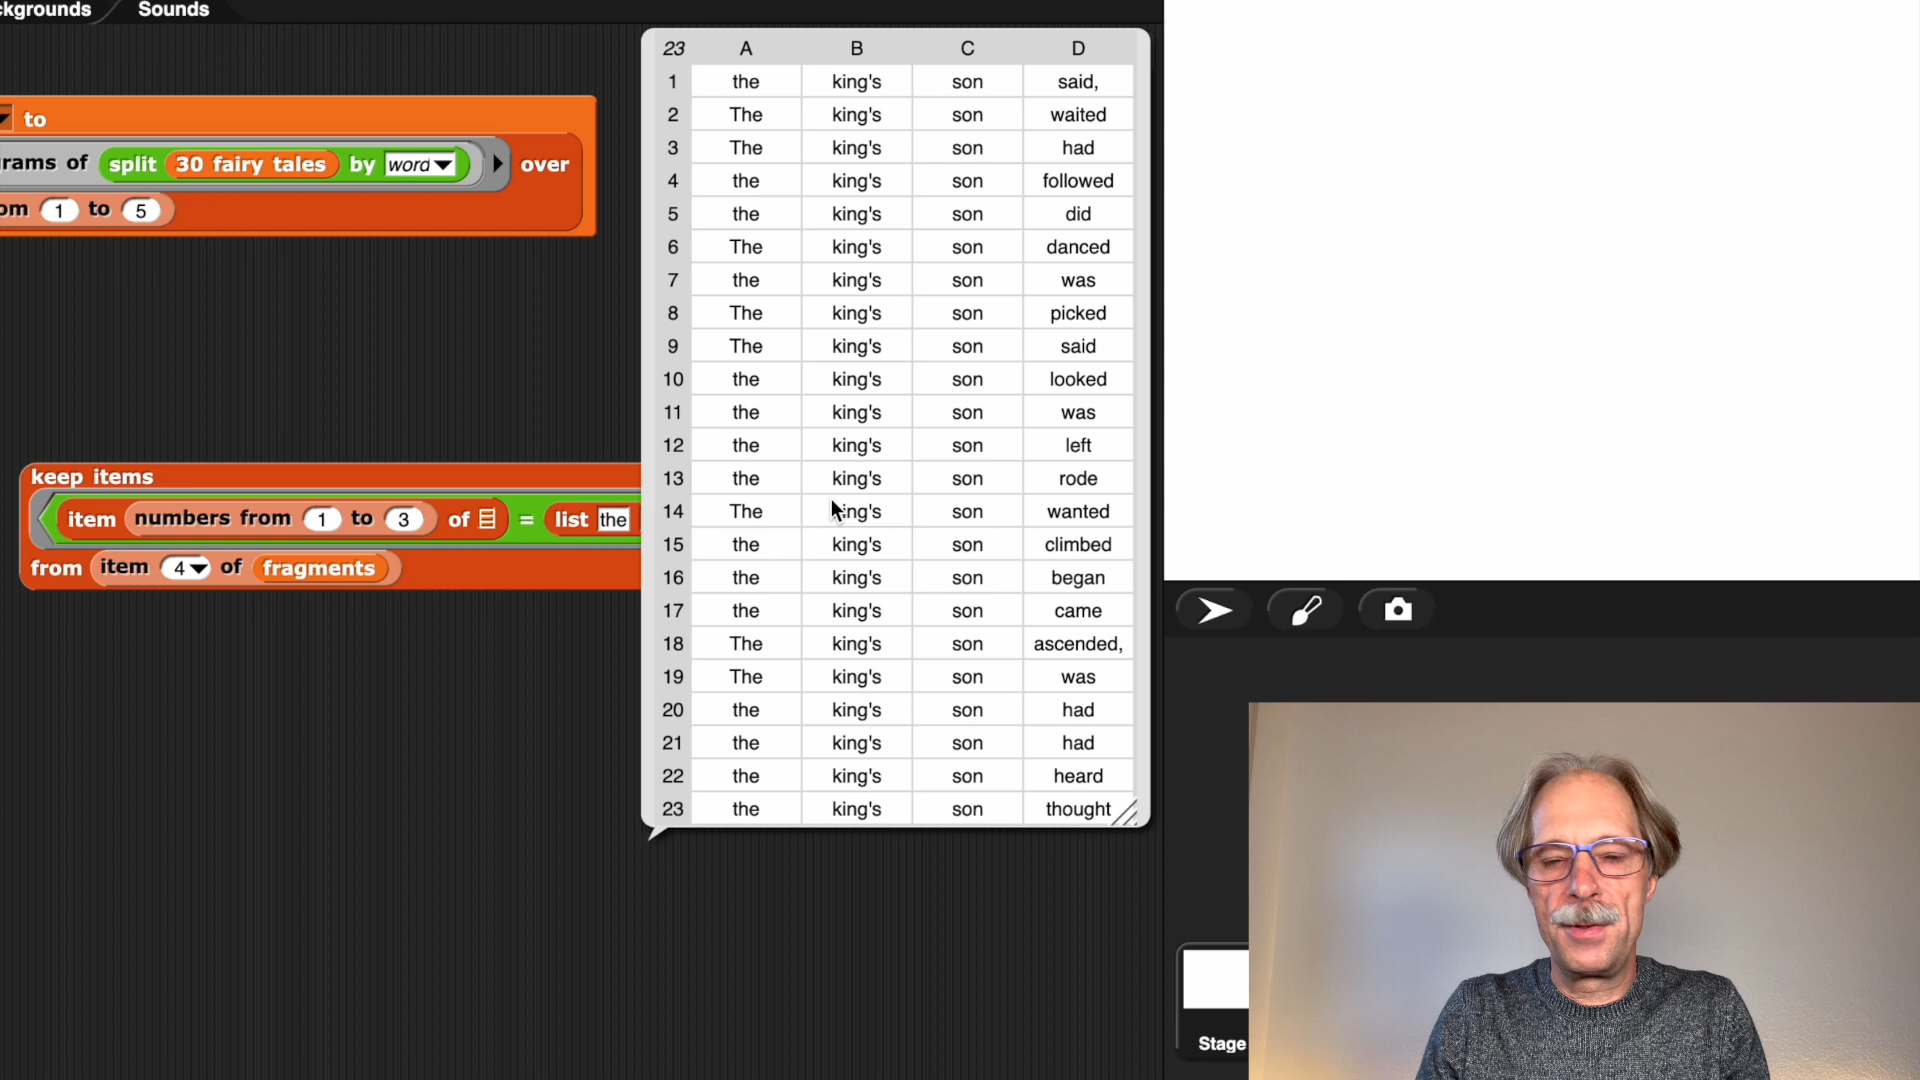 kgrounds Sounds
to
rams of split 30 fairy tales by word over
om 1 to 5
keep items
item numbers from 1 to 3 of = list the
from item 4 of fragments
23 A B C D
1 the king's son said,
2 The king's son waited
3 The king's son had
4 the king's son followed
5 the king's son did
6 The king's son danced
7 the king's son was
8 The king's son picked
9 The king's son said
10 the king's son looked
11 the king's son was
12 the king's son left
13 the king's son rode
14 The king's son wanted
15 the king's son climbed
16 the king's son began
17 the king's son came
18 The king's son ascended,
19 The king's son was
20 the king's son had
21 the king's son had
22 the king's son heard
23 the king's son thought
Stage